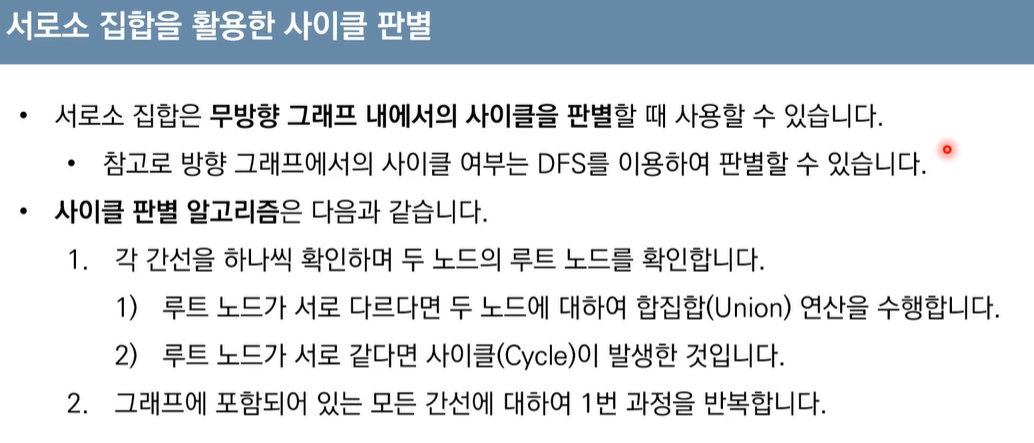 서로소 집합을 활용한 사이클 판별
• 서로소 집합은 무방향 그래프 내에서의 사이클을 판별할 때 사용할 수 있습니다.
• 참고로 방향 그래프에서의 사이클 여부는 DFS를 이용하여 판별할 수 있습니다.
• 사이클 판별 알고리즘은 다음과 같습니다.
1. 각 간선을 하나씩 확인하며 두 노드의 루트 노드를 확인합니다.
1) 루트 노드가 서로 다르다면 두 노드에 대하여 합집합(Union) 연산을 수행합니다.
2) 루트 노드가 서로 같다면 사이클(Cycle)이 발생한 것입니다.
2. 그래프에 포함되어 있는 모든 간선에 대하여 1번 과정을 반복합니다.